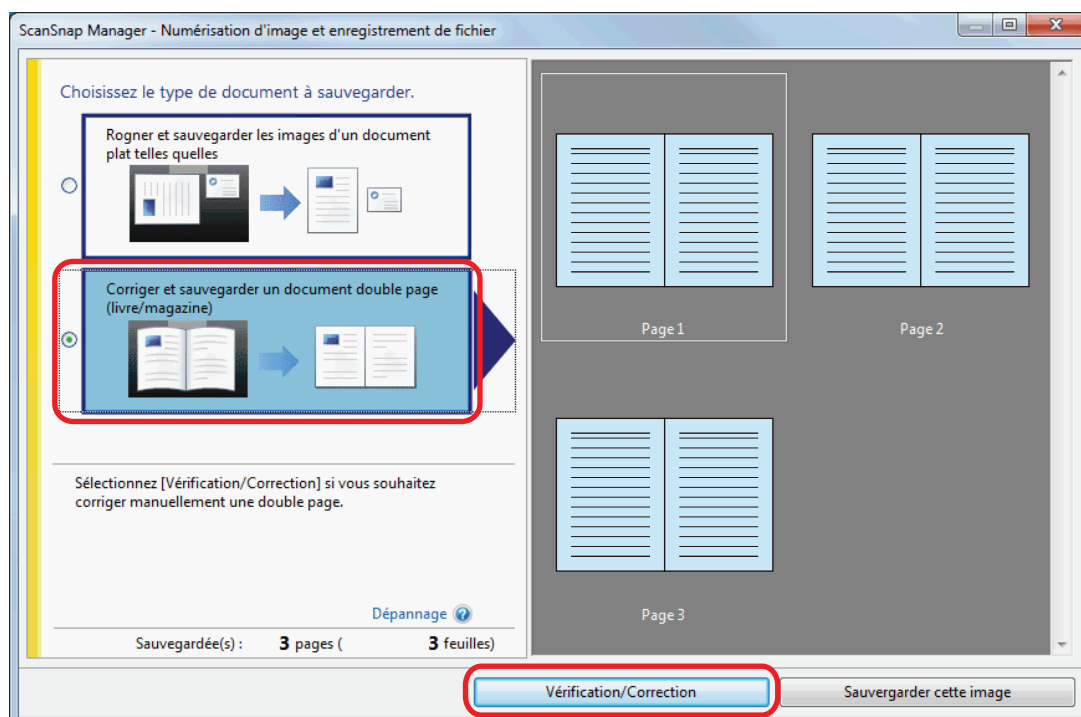 ScanSnap Manager - Numérisation d'image et enregistrement de fichier
Choisissez le type de document à sauvegarder.
Rogner et sauvegarder les images d'un document
plat telles quelles
Corriger et sauvegarder un document double page
(livre/magazine)
Sélectionnez [Vérification/Correction] si vous souhaitez
corriger manuellement une double page.
Dépannage
Sauvegardée(s) : 3 pages ( 3 feuilles)
Page 1
Page 2
Page 3
Vérification/Correction
Sauvergarder cette image